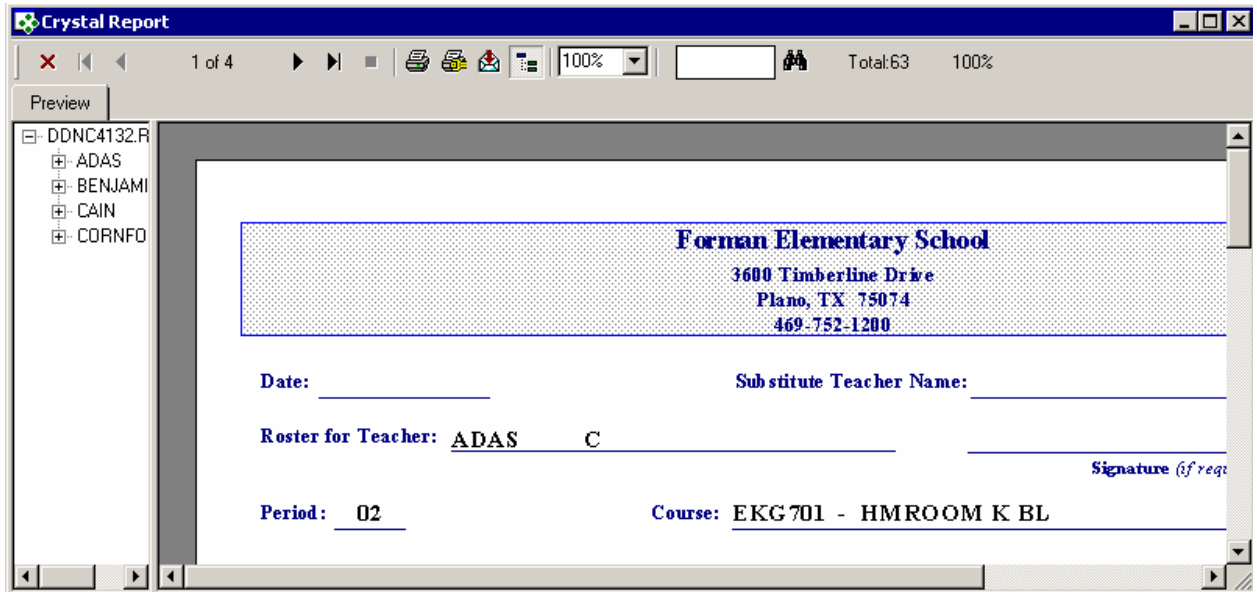 Crystal Report
1 of 4 100% Total:63 100%
Preview
DDNC4132.R
ADAS
BENJAMI
CAIN
CORNFO
Forman Elementary School
3600 Timberline Drive
Plano, TX 75074
469-752-1200
Date: Substitute Teacher Name:
Roster for Teacher: ADAS C
Signature (if requ
Period: 02 Course: EKG701 - HMROOM K BL